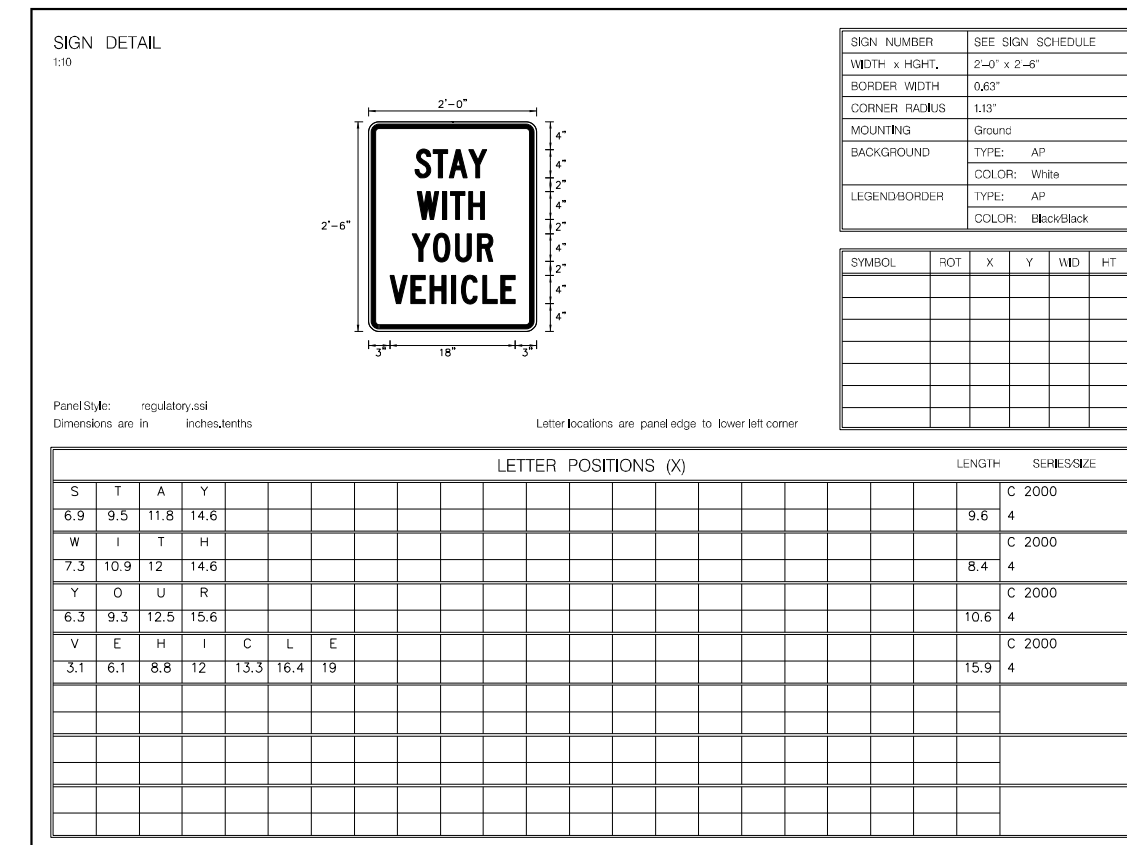 SIGN DETAIL
1:10
2'-0"
2'-6"
STAY
WITH
YOUR
VEHICLE
4"
4"
2"
4"
2"
4"
2"
4"
4"
3" 18" 3"
Panel Style: regulatory.ssi
Dimensions are in inches.tenths
Letter locations are panel edge to lower left corner
SIGN NUMBER SEE SIGN SCHEDULE
WIDTH x HGHT. 2'-0" x 2'-6"
BORDER WIDTH 0.63"
CORNER RADIUS 1.13"
MOUNTING Ground
BACKGROUND TYPE: AP
COLOR: White
LEGEND/BORDER TYPE: AP
COLOR: Black/Black
SYMBOL ROT X Y WID HT
LETTER POSITIONS (X) LENGTH SERIES/SIZE
S T A Y C 2000
6.9 9.5 11.8 14.6 9.6 4
W I T H C 2000
7.3 10.9 12 14.6 8.4 4
Y O U R C 2000
6.3 9.3 12.5 15.6 10.6 4
V E H I C L E C 2000
3.1 6.1 8.8 12 13.3 16.4 19 15.9 4